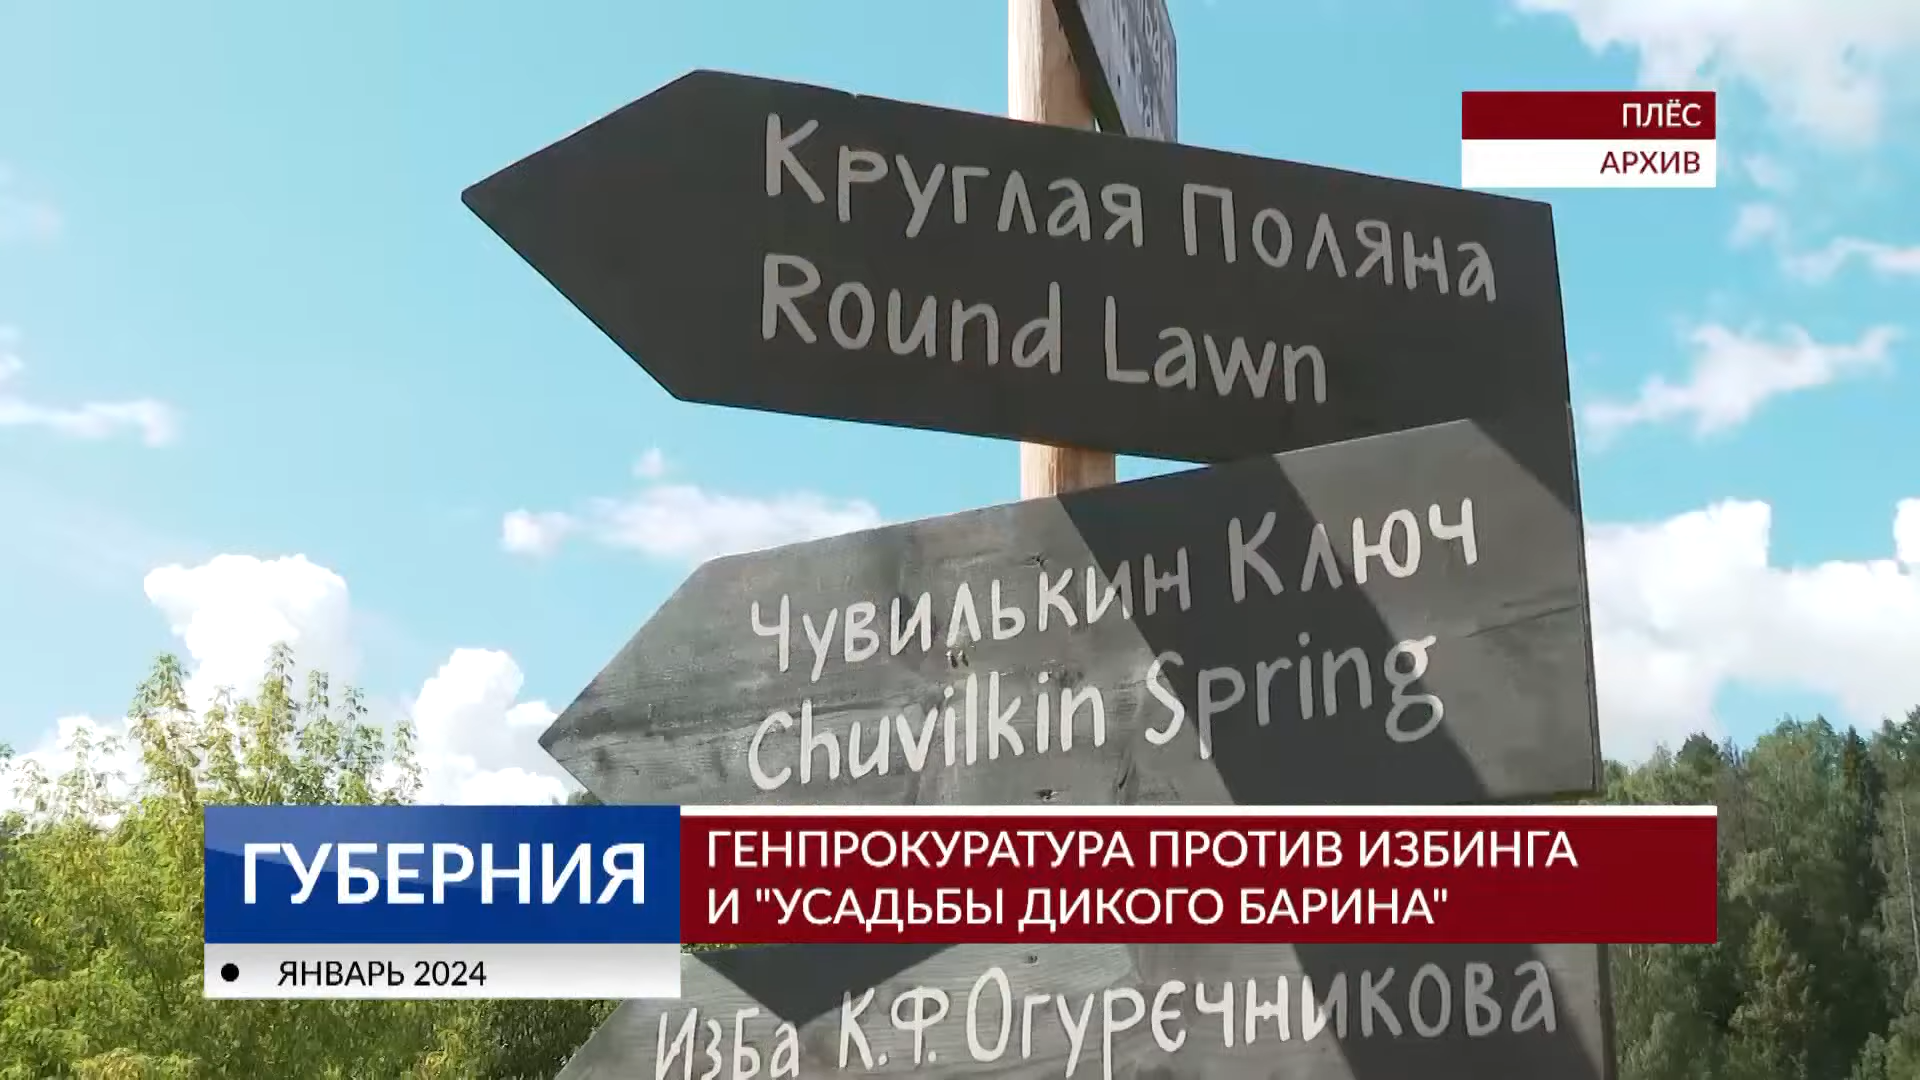 ПЛЁС
АРХИВ
Круглая Поляна
Round Lawn
Чувилькин Ключ
Chuvilkin Spring
ГУБЕРНИЯ
ГЕНПРОКУРАТУРА ПРОТИВ ИЗБИНГА
И "УСАДЬБЫ ДИКОГО БАРИНА"
ЯНВАРЬ 2024
Изба К.Ф. Огуречникова